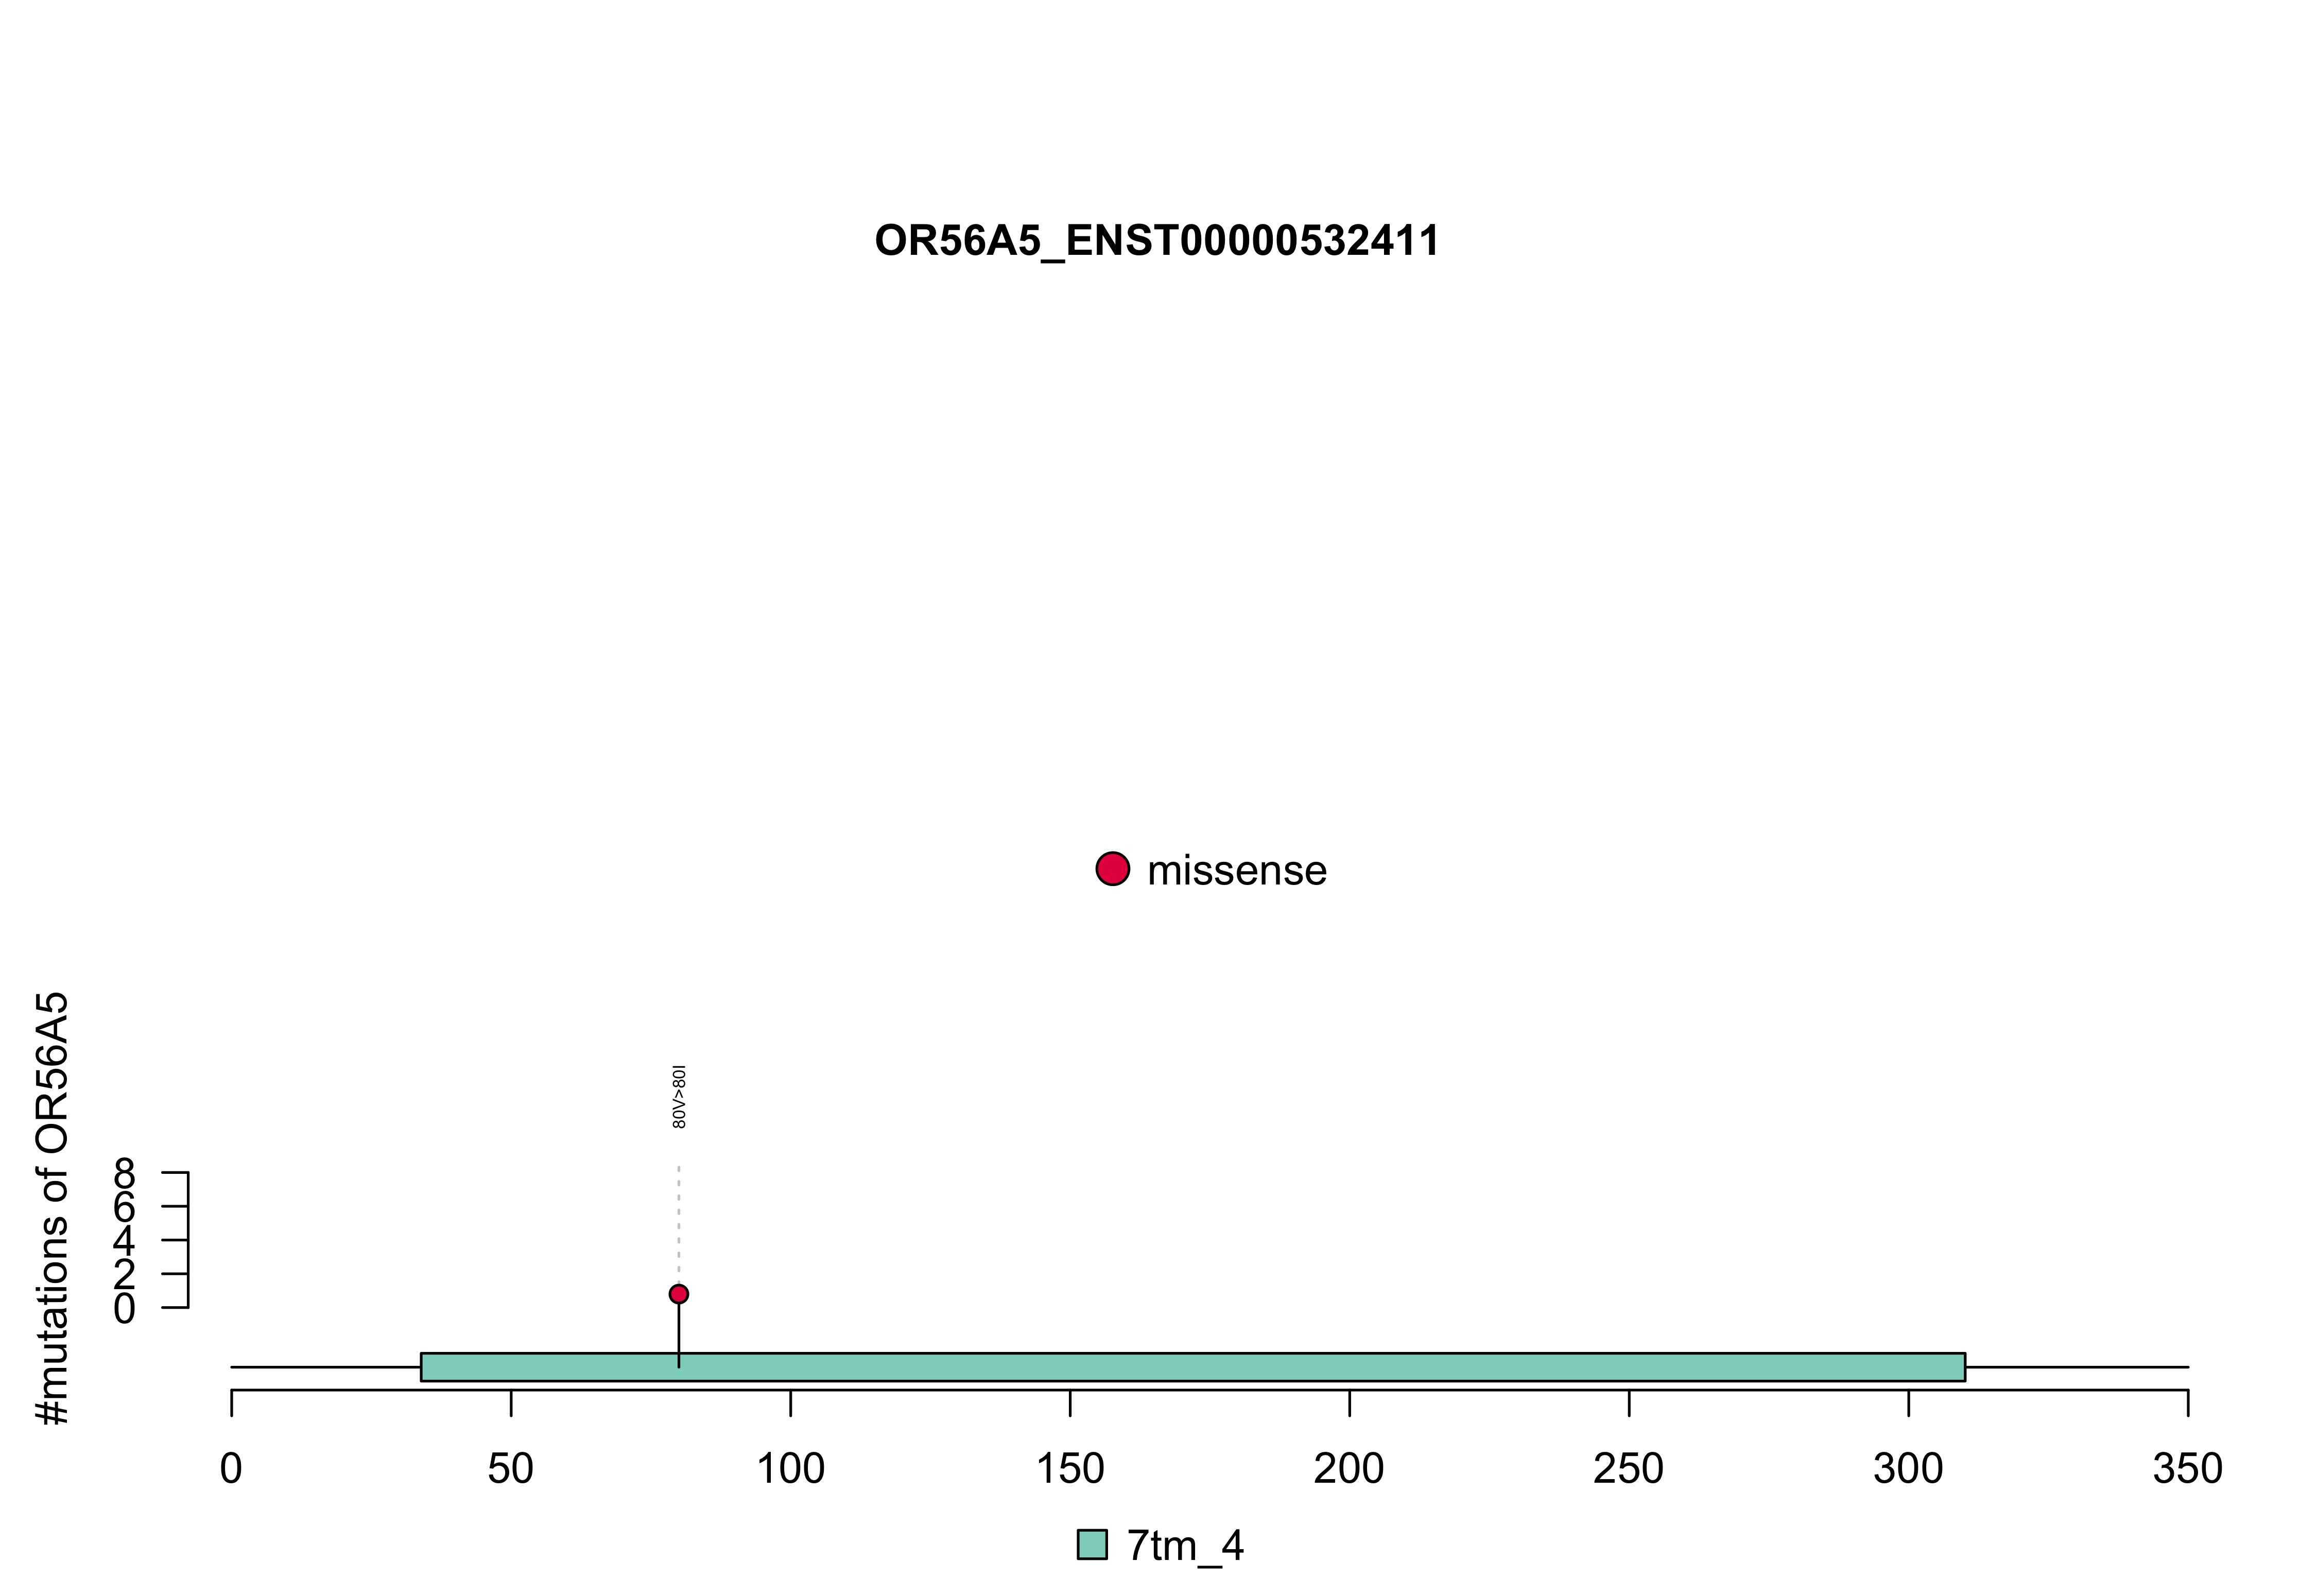 OR56A5_ENST00000532411
missense
#mutations of OR56A5
80V>80I
8
6
4
2
0
0 50 100 150 200 250 300 350
7tm_4